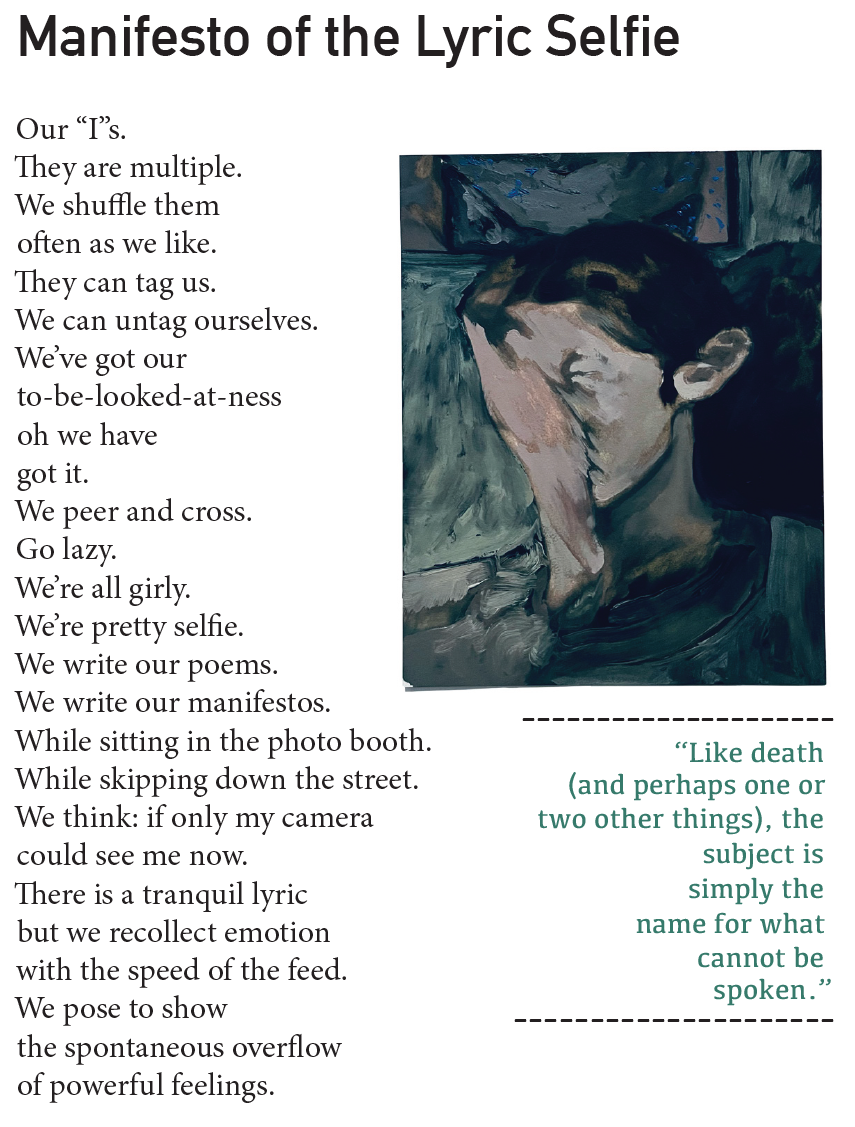 Manifesto of the Lyric Selfie
Our “I”s.
They are multiple.
We shuffle them
often as we like.
They can tag us.
We can untag ourselves.
We’ve got our
to-be-looked-at-ness
oh we have
got it.
We peer and cross.
Go lazy.
We’re all girly.
We’re pretty selfie.
We write our poems.
We write our manifestos.
While sitting in the photo booth.
While skipping down the street.
We think: if only my camera
could see me now.
There is a tranquil lyric
but we recollect emotion
with the speed of the feed.
We pose to show
the spontaneous overflow
of powerful feelings.
“Like death
(and perhaps one or
two other things), the
subject is
simply the
name for what
cannot be
spoken.”